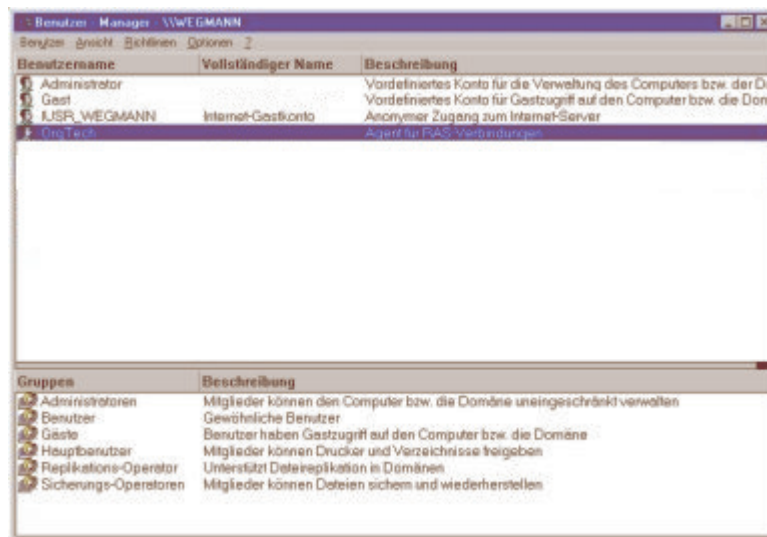 Benutzer - Manager - \\WEGMANN
Benutzer Ansicht Richtlinien Optionen ?
Benutzername Vollständiger Name Beschreibung
Administrator Vordefiniertes Konto für die Verwaltung des Computers bzw. der D
Gast Vordefiniertes Konto für Gastzugriff auf den Computer bzw. die Don
IUSR_WEGMANN Internet-Gastkonto Anonymer Zugang zum Internet-Server
OrgTech Agent für RAS-Verbindungen
Gruppen Beschreibung
Administratoren Mitglieder können den Computer bzw. die Domäne uneingeschränkt verwalten
Benutzer Gewöhnliche Benutzer
Gäste Benutzer haben Gastzugriff auf den Computer bzw. die Domäne
Hauptbenutzer Mitglieder können Drucker und Verzeichnisse freigeben
Replikations-Operator Unterstützt Dateireplikation in Domänen
Sicherungs-Operatoren Mitglieder können Dateien sichern und wiederherstellen